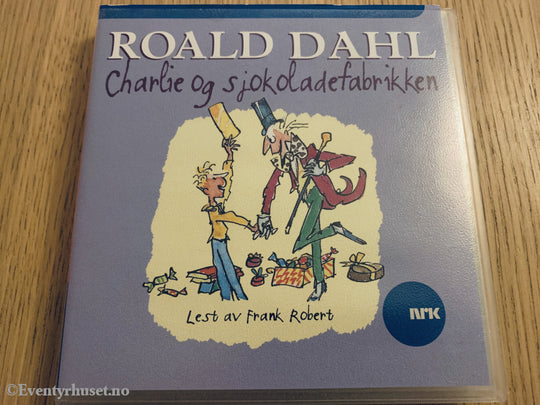 ROALD DAHL
Charlie og sjokoladefabrikken
Lest av Frank Robert
NRK
©Eventyrhuset.no